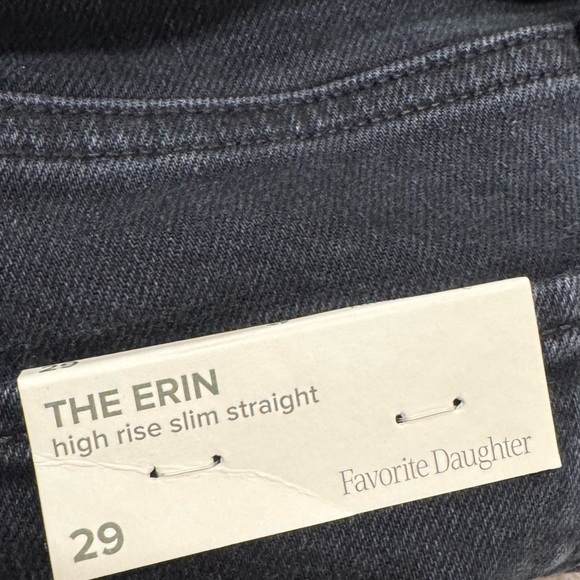 THE ERIN
high rise slim straight
Favorite Daughter
29